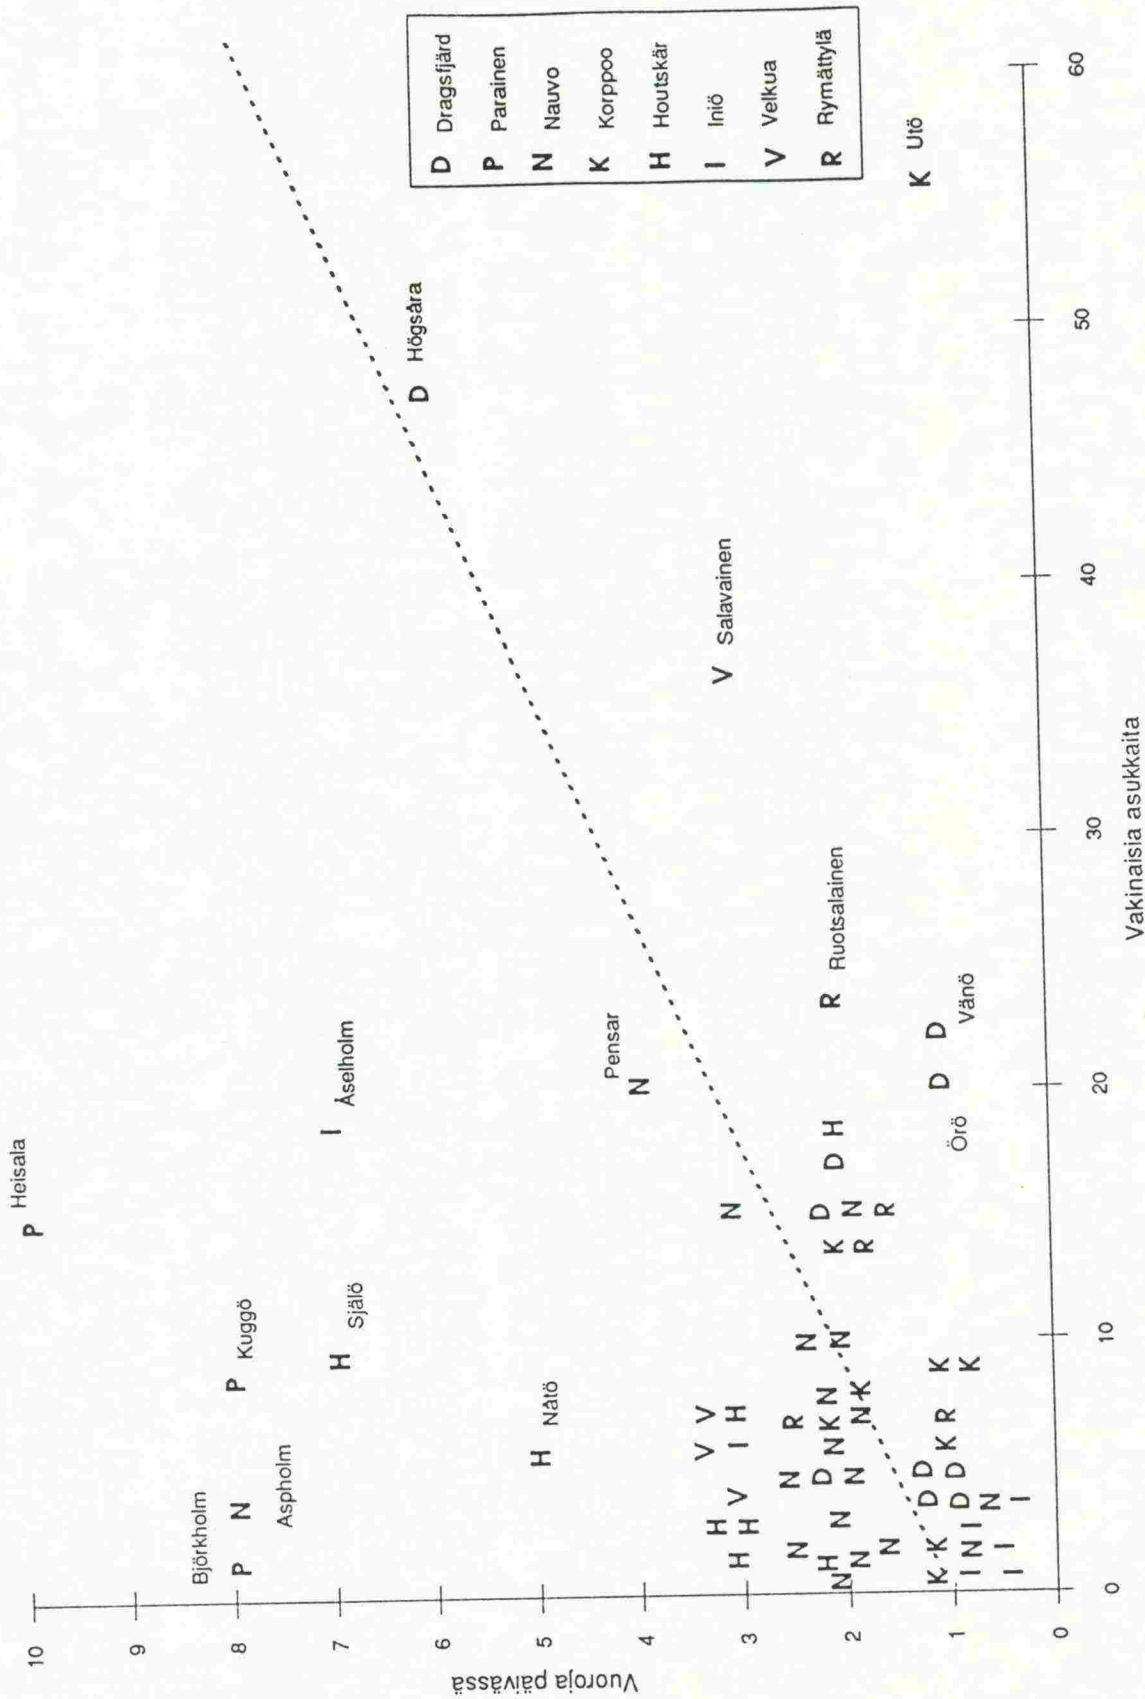 10
P Heisala
9
Björkholm
8
P N P Kuggö
Aspholm
7
H I Åselholm
Själö
D Dragsfjärd
P Parainen
N Nauvo
K Korppoo
H Houtskär
I Iniö
V Velkua
R Rymättylä
Vuoroja päivässä
6
D Högsåra
5
H Nåtö
Pensar
4
N
V V
V Salavainen
H
3
H V I H N
H
N N R
N
D D
2
H N K N K D H R Ruotsalainen
N N N
N N N K N
R
N R
D
1
K K D K D D
K R
D D
Örö Vänö
I N I K
N
I I I
K Utö
0
0 10 20 30 40 50 60
Vakinaisia asukkaita